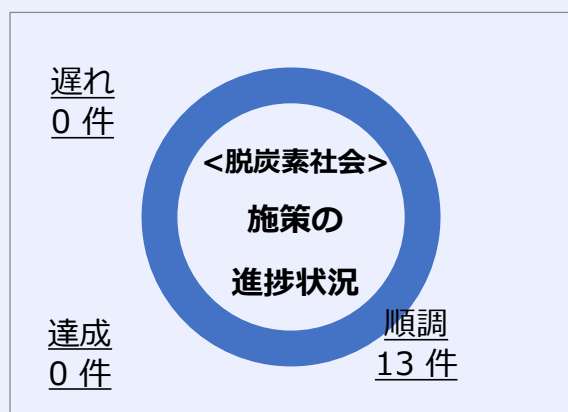 遅れ
0 件
<脱炭素社会>
施策の
進捗状況
達成
0 件
順調
13 件